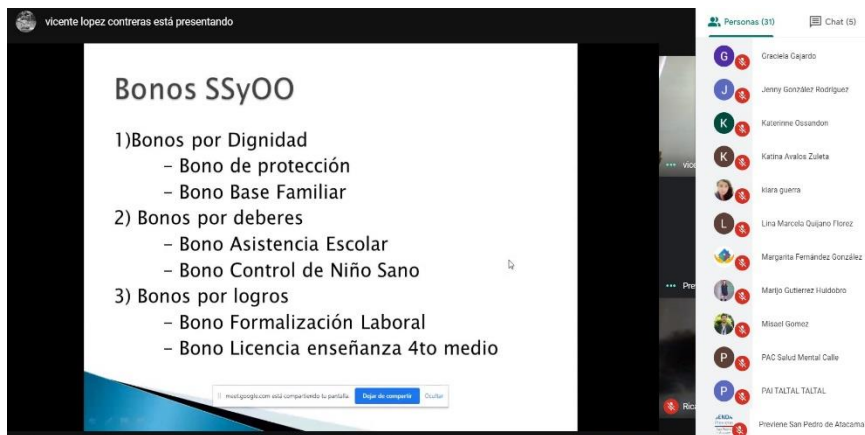 vicente lopez contreras está presentando
Bonos SSyOO
1)Bonos por Dignidad
– Bono de protección
– Bono Base Familiar
2) Bonos por deberes
– Bono Asistencia Escolar
– Bono Control de Niño Sano
3) Bonos por logros
– Bono Formalización Laboral
– Bono Licencia enseñanza 4to medio
meet.google.com está compartiendo tu pantalla. Dejar de compartir Ocultar
vice
Pre
Ric
Personas (31) Chat (5)
G Graciela Gajardo
J Jenny González Rodríguez
K Katerinne Ossandon
K Katina Avalos Zuleta
kiara guerra
L Lina Marcela Quijano Florez
Margarita Fernández González
Marijo Gutierrez Huidobro
Misael Gomez
P PAC Salud Mental Calle
P PAI TALTAL TALTAL
Previene San Pedro de Atacama